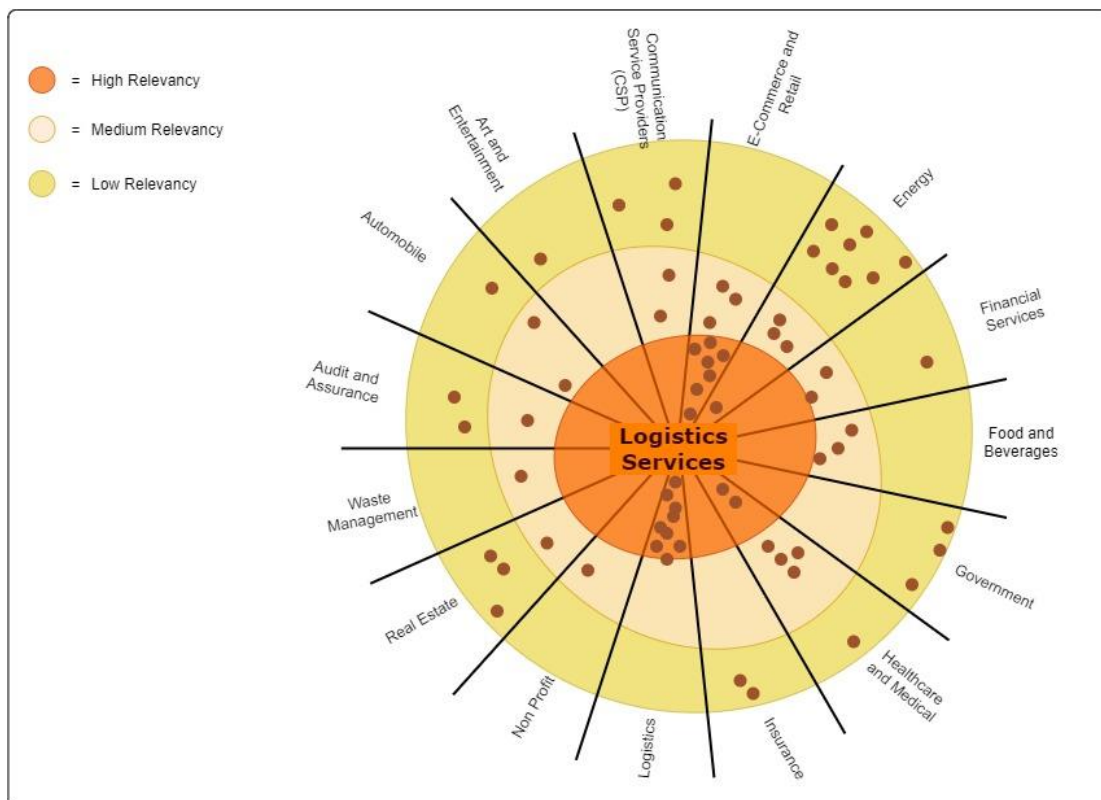 = High Relevancy
= Medium Relevancy
= Low Relevancy
Communication
Service Providers
(CSP)
E-Commerce and
Retail
Energy
Financial
Services
Food and
Beverages
Government
Healthcare
and Medical
Insurance
Logistics
Non Profit
Real Estate
Waste
Management
Audit and
Assurance
Automobile
Art and
Entertainment
Logistics
Services